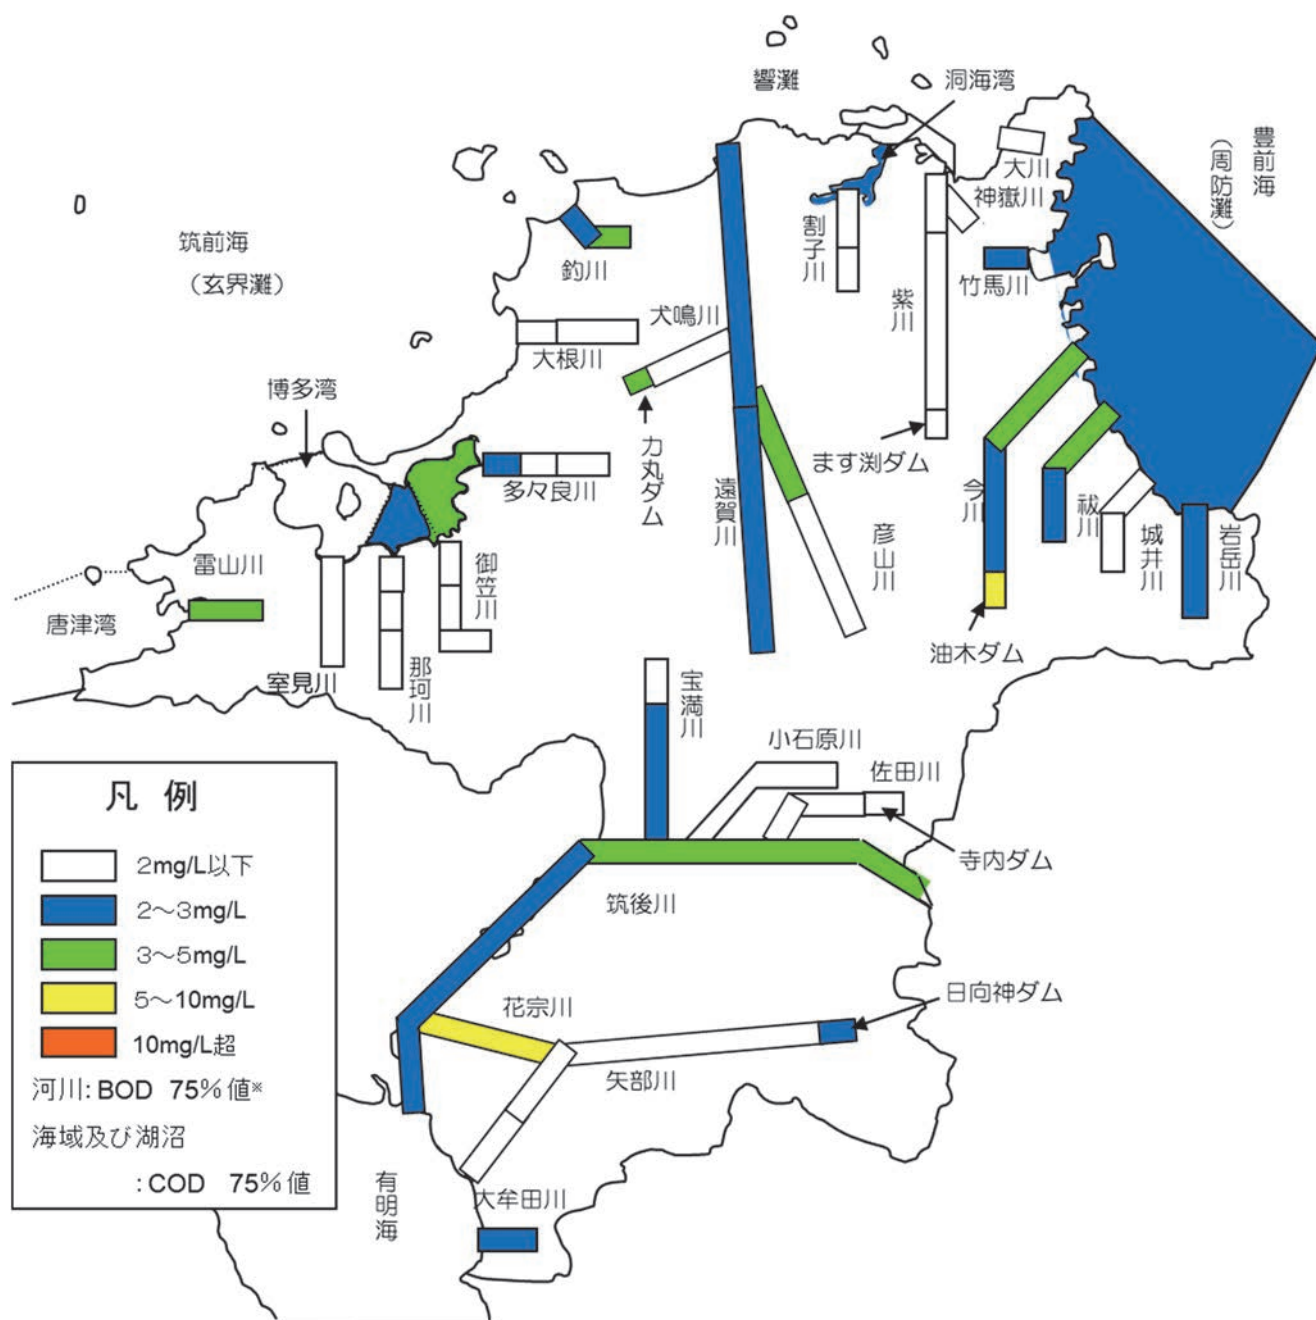 響灘
洞海湾
豊前海
（周防灘）
大川
神嶽川
筑前海
（玄界灘）
釣川
割子川
紫川
竹馬川
犬鳴川
大根川
博多湾
力丸ダム
ます渕ダム
多々良川
遠賀川
彦山川
今川
祓川
城井川
岩岳川
雷山川
御笠川
唐津湾
室見川
那珂川
油木ダム
宝満川
小石原川
佐田川
寺内ダム
筑後川
花宗川
日向神ダム
矢部川
有明海
大牟田川
凡 例
2mg/L以下
2～3mg/L
3～5mg/L
5～10mg/L
10mg/L超
河川：BOD 75％値※
海域及び湖沼
：COD 75％値